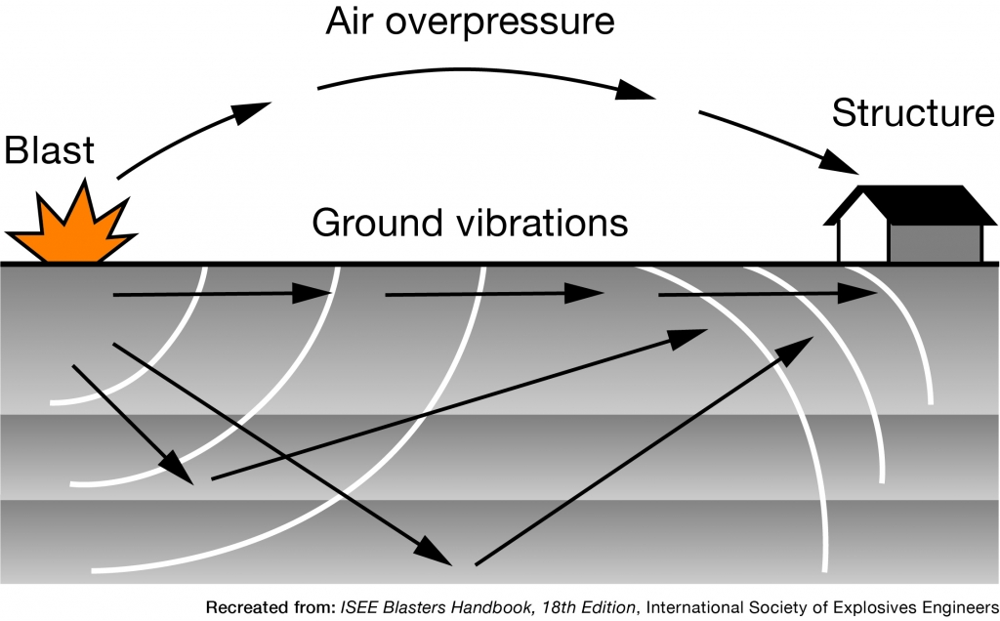 Air overpressure
Structure
Blast
Ground vibrations
Recreated from: ISEE Blasters Handbook, 18th Edition, International Society of Explosives Engineers